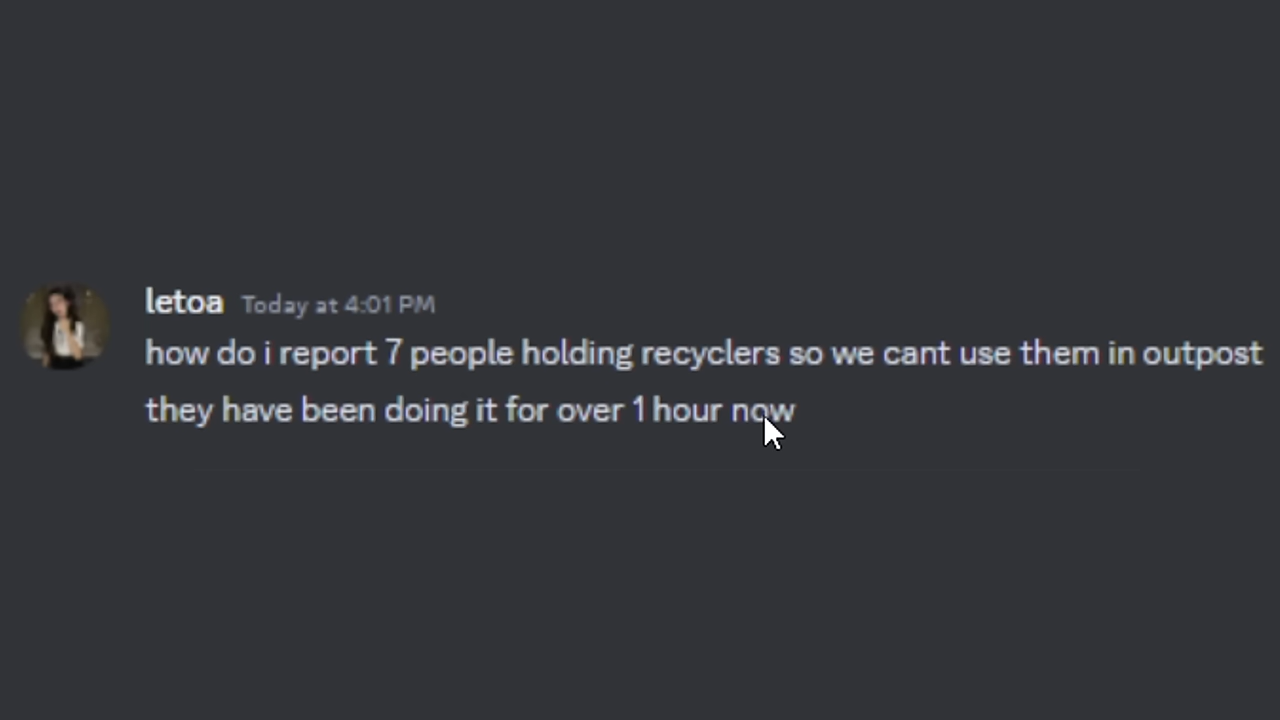 letoa Today at 4:01 PM
how do i report 7 people holding recyclers so we cant use them in outpost
they have been doing it for over 1 hour now